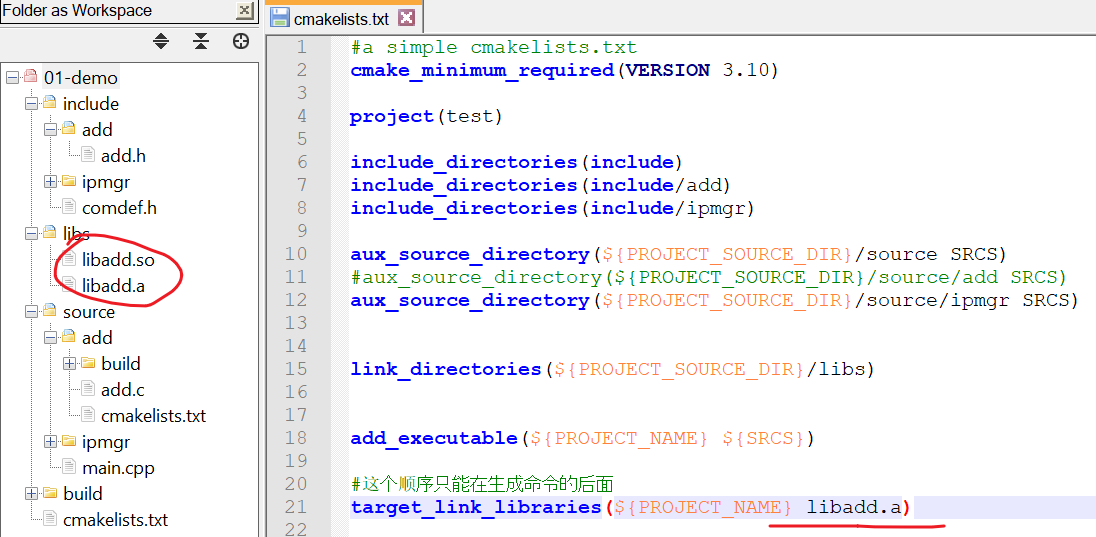 Folder as Workspace
01-demo
include
add
add.h
ipmgr
comdef.h
libs
libadd.so
libadd.a
source
add
build
add.c
cmakelists.txt
ipmgr
main.cpp
build
cmakelists.txt
cmakelists.txt
1 #a simple cmakelists.txt
2 cmake_minimum_required(VERSION 3.10)
3
4 project(test)
5
6 include_directories(include)
7 include_directories(include/add)
8 include_directories(include/ipmgr)
9
10 aux_source_directory(${PROJECT_SOURCE_DIR}/source SRCS)
11 #aux_source_directory(${PROJECT_SOURCE_DIR}/source/add SRCS)
12 aux_source_directory(${PROJECT_SOURCE_DIR}/source/ipmgr SRCS)
13
14
15 link_directories(${PROJECT_SOURCE_DIR}/libs)
16
17
18 add_executable(${PROJECT_NAME} ${SRCS})
19
20 #这个顺序只能在生成命令的后面
21 target_link_libraries(${PROJECT_NAME} libadd.a)
22